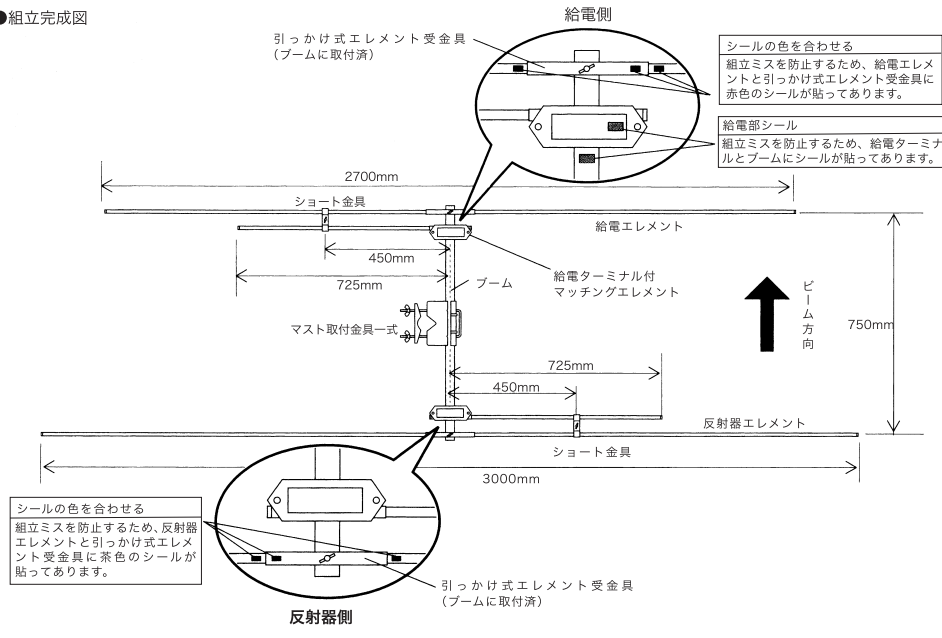 ●組立完成図
給電側
引っかけ式エレメント受金具
(ブームに取付済)
シールの色を合わせる
組立ミスを防止するため、給電エレメ
ントと引っかけ式エレメント受金具に
赤色のシールが貼ってあります。
給電部シール
組立ミスを防止するため、給電ターミナ
ルとブームにシールが貼ってあります。
2700mm
ショート金具
給電エレメント
450mm
725mm
ブーム
給電ターミナル付
マッチングエレメント
ビーム方向
750mm
マスト取付金具一式
725mm
450mm
反射器エレメント
ショート金具
3000mm
シールの色を合わせる
組立ミスを防止するため、反射器
エレメントと引っかけ式エレメ
ント受金具に茶色のシールが
貼ってあります。
引っかけ式エレメント受金具
(ブームに取付済)
反射器側